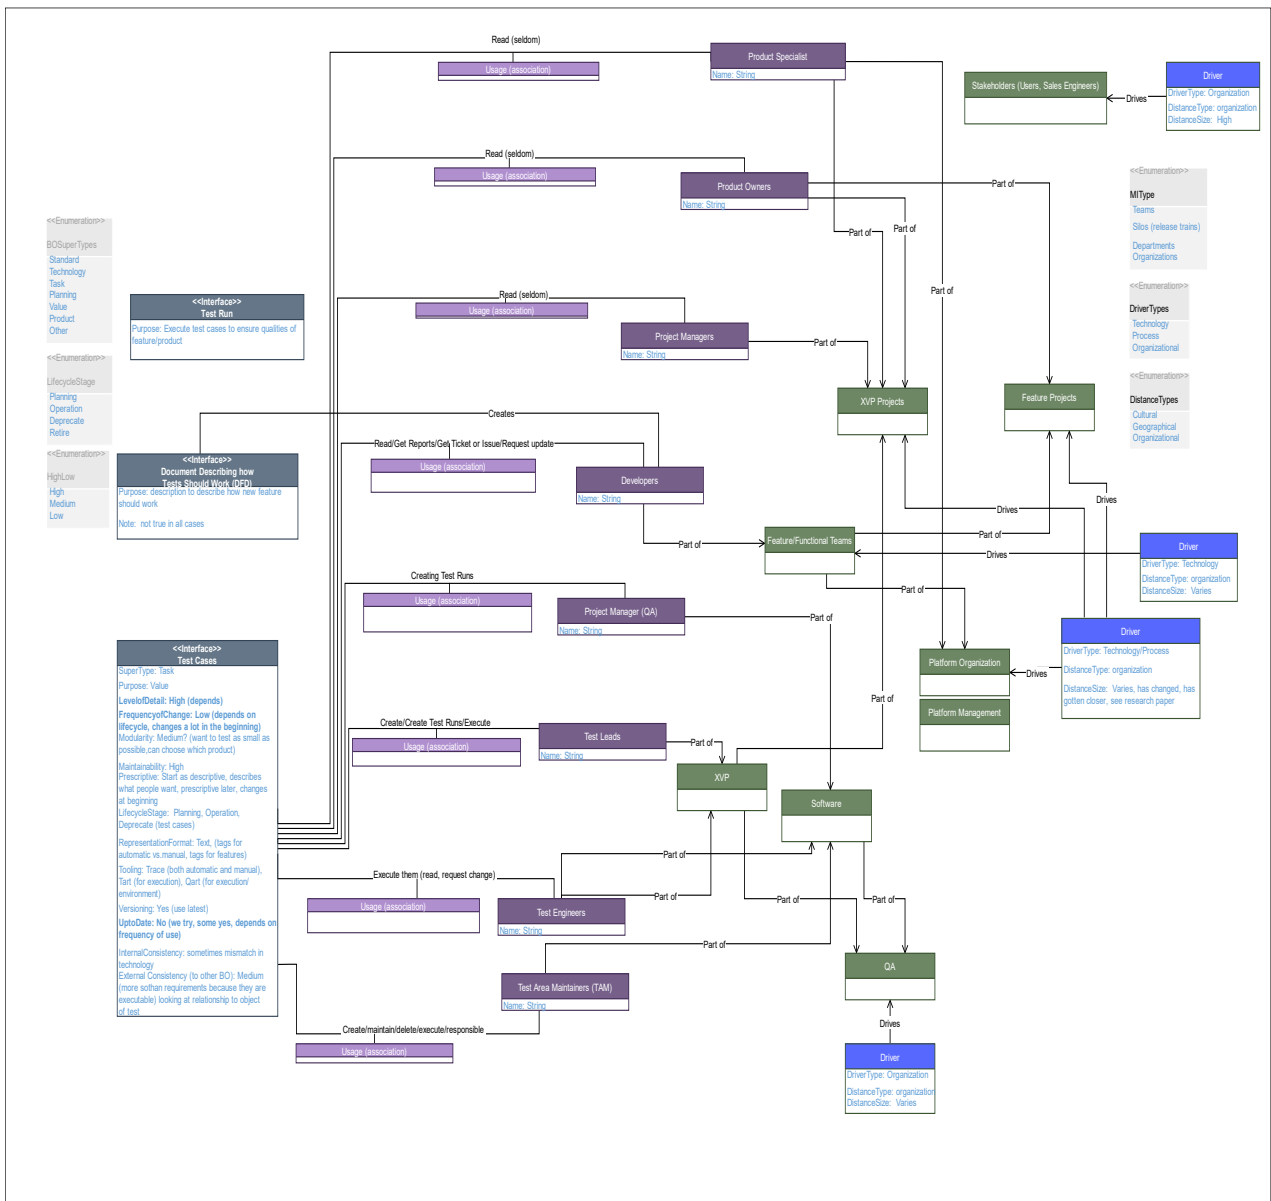 Read (seldom)
Usage (association)
Product Specialist
Name: String
Stakeholders (Users, Sales Engineers)
Drives
Driver
DriverType: Organization
DistanceType: organization
DistanceSize:  High
Read (seldom)
Usage (association)
Product Owners
Name: String
Part of
Part of
Part of
Part of
<<Enumeration>>
MIType
Teams
Silos (release trains)
Departments
Organizations
<<Enumeration>>
BOSuperTypes
Standard
Technology
Task
Planning
Value
Product
Other
<<Interface>>
Test Run
Purpose: Execute test cases to ensure qualities of
feature/product
Read (seldom)
Usage (association)
Project Managers
Name: String
Part of
<<Enumeration>>
DriverTypes
Technology
Process
Organizational
<<Enumeration>>
LifecycleStage
Planning
Operation
Deprecate
Retire
XVP Projects
Feature Projects
<<Enumeration>>
DistanceTypes
Cultural
Geographical
Organizational
Creates
<<Enumeration>>
HighLow
High
Medium
Low
<<Interface>>
Document Describing how
Tests Should Work (DFD)
Purpose: description to describe how new feature
should work
Note:  not true in all cases
Read/Get Reports/Get Ticket or Issue/Request update
Usage (association)
Developers
Name: String
Part of
Feature/Functional Teams
Part of
Drives
Drives
Drives
Driver
DriverType: Technology
DistanceType: organization
DistanceSize:  Varies
Part of
Creating Test Runs
Usage (association)
Project Manager (QA)
Name: String
Part of
Platform Organization
Platform Management
Drives
Driver
DriverType: Technology/Process
DistanceType: organization
DistanceSize:  Varies, has changed, has
gotten closer, see research paper
<<Interface>>
Test Cases
SuperType: Task
Purpose: Value
LevelofDetail: High (depends)
FrequencyofChange: Low (depends on
lifecycle, changes a lot in the beginning)
Modularity: Medium? (want to test as small as
possible,can choose which product)
Maintainability: High
Prescriptive: Start as descriptive, describes
what people want, prescriptive later, changes
at beginning
LifecycleStage:  Planning, Operation,
Deprecate (test cases)
RepresentationFormat: Text, (tags for
automatic vs.manual, tags for features)
Tooling: Trace (both automatic and manual),
Tart (for execution), Qart (for execution/
environment)
Versioning: Yes (use latest)
UptoDate: No (we try, some yes, depends on
frequency of use)
InternalConsistency: sometimes mismatch in
technology
External Consistency (to other BO): Medium
(more sothan requirements because they are
executable) looking at relationship to object
of test
Create/Create Test Runs/Execute
Usage (association)
Test Leads
Name: String
Part of
Part of
XVP
Software
Part of
Execute them (read, request change)
Usage (association)
Test Engineers
Name: String
Part of
Part of
Part of
Part of
QA
Test Area Maintainers (TAM)
Name: String
Create/maintain/delete/execute/responsible
Usage (association)
Drives
Driver
DriverType: Organization
DistanceType: organization
DistanceSize:  Varies